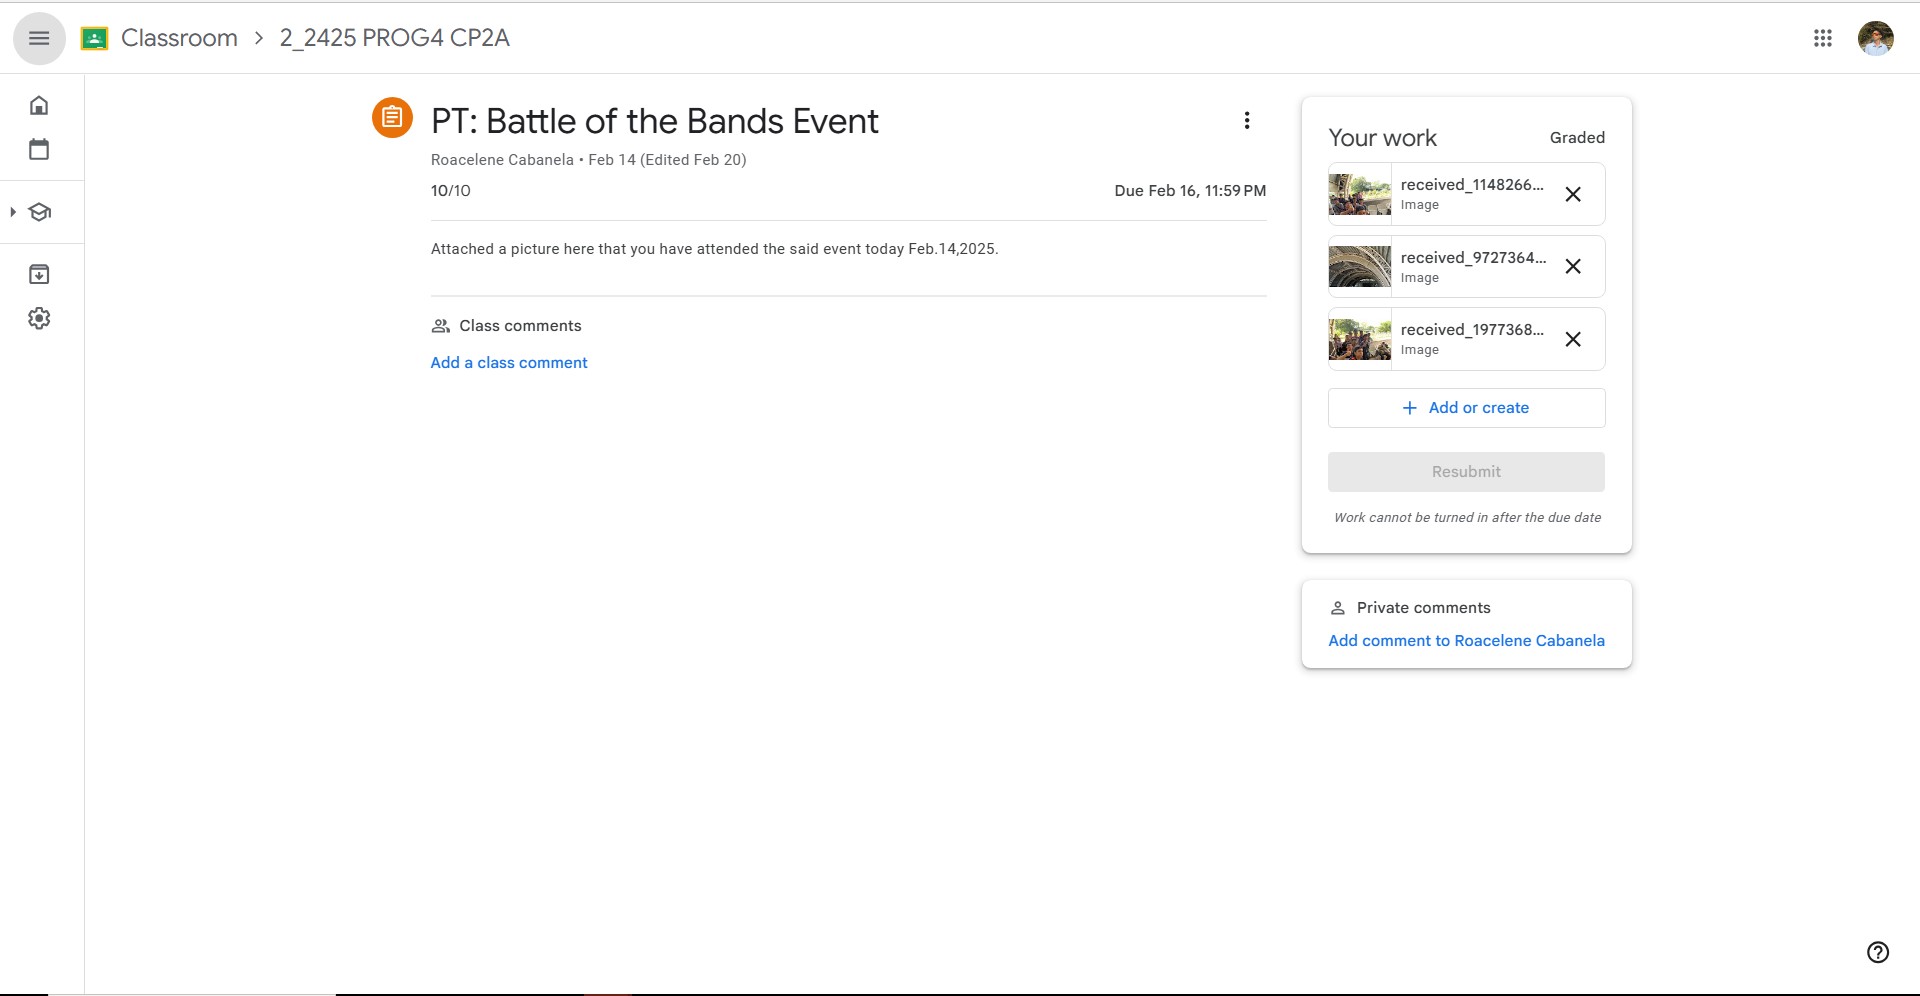 Classroom > 2_2425 PROG4 CP2A
PT: Battle of the Bands Event
Roacelene Cabanela • Feb 14 (Edited Feb 20)
10/10
Due Feb 16, 11:59 PM
Attached a picture here that you have attended the said event today Feb.14,2025.
Class comments
Add a class comment
Your work
Graded
received_1148266...
Image
received_9727364...
Image
received_1977368...
Image
+ Add or create
Resubmit
Work cannot be turned in after the due date
Private comments
Add comment to Roacelene Cabanela